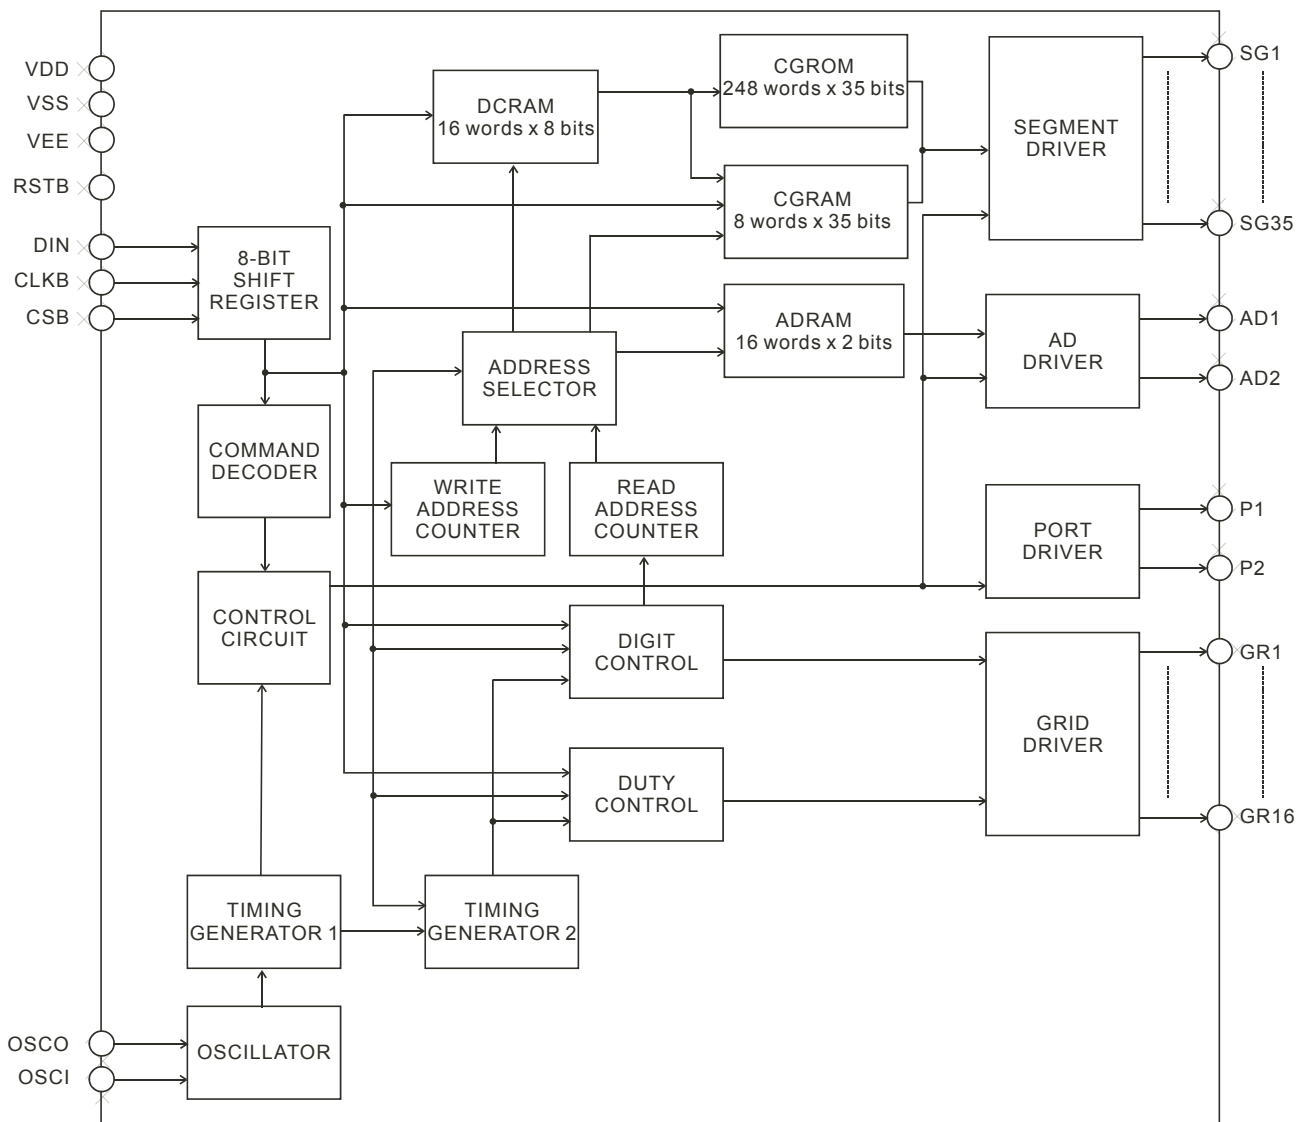 VDD
VSS
VEE
RSTB
DIN
CLKB
CSB
OSCO
OSCI
8-BIT
SHIFT
REGISTER
COMMAND
DECODER
CONTROL
CIRCUIT
TIMING
GENERATOR 1
OSCILLATOR
DCRAM
16 words x 8 bits
ADDRESS
SELECTOR
WRITE
ADDRESS
COUNTER
READ
ADDRESS
COUNTER
DIGIT
CONTROL
DUTY
CONTROL
TIMING
GENERATOR 2
CGROM
248 words x 35 bits
CGRAM
8 words x 35 bits
ADRAM
16 words x 2 bits
SEGMENT
DRIVER
AD
DRIVER
PORT
DRIVER
GRID
DRIVER
SG1
SG35
AD1
AD2
P1
P2
GR1
GR16